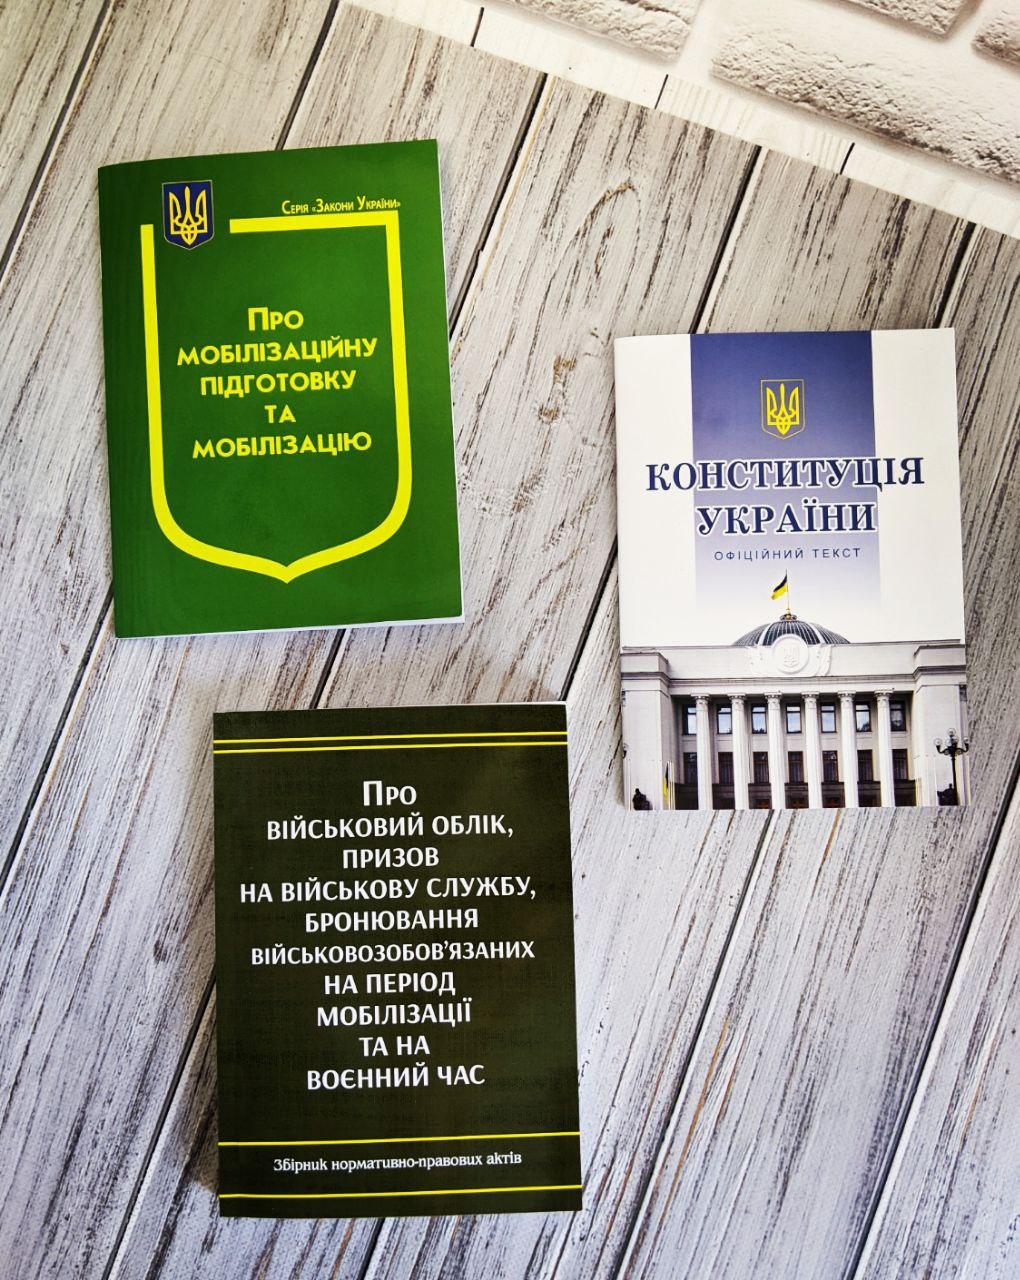 Серія «Закони України»
Про
мобілізаційну
підготовку
та
мобілізацію
КОНСТИТУЦІЯ
УКРАЇНИ
ОФІЦІЙНИЙ ТЕКСТ
Про
військовий облік,
призов
на військову службу,
бронювання
військовозобов'язаних
на період
мобілізації
та на
воєнний час
Збірник нормативно-правових актів